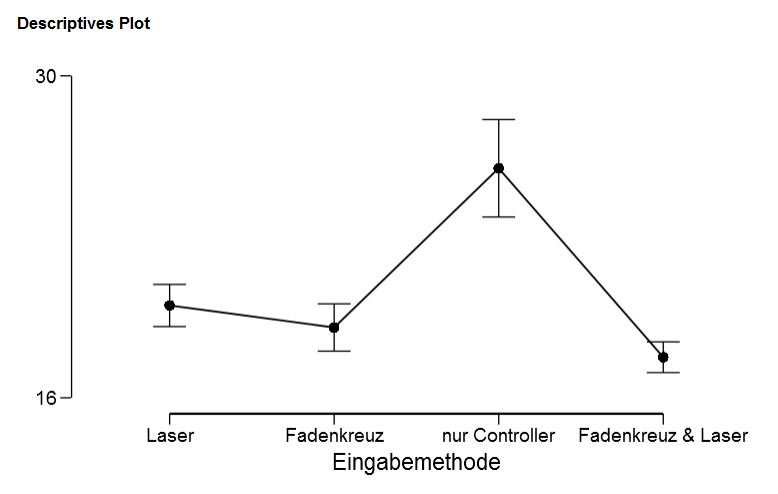 Descriptives Plot
30
16
Laser Fadenkreuz nur Controller Fadenkreuz & Laser
Eingabemethode